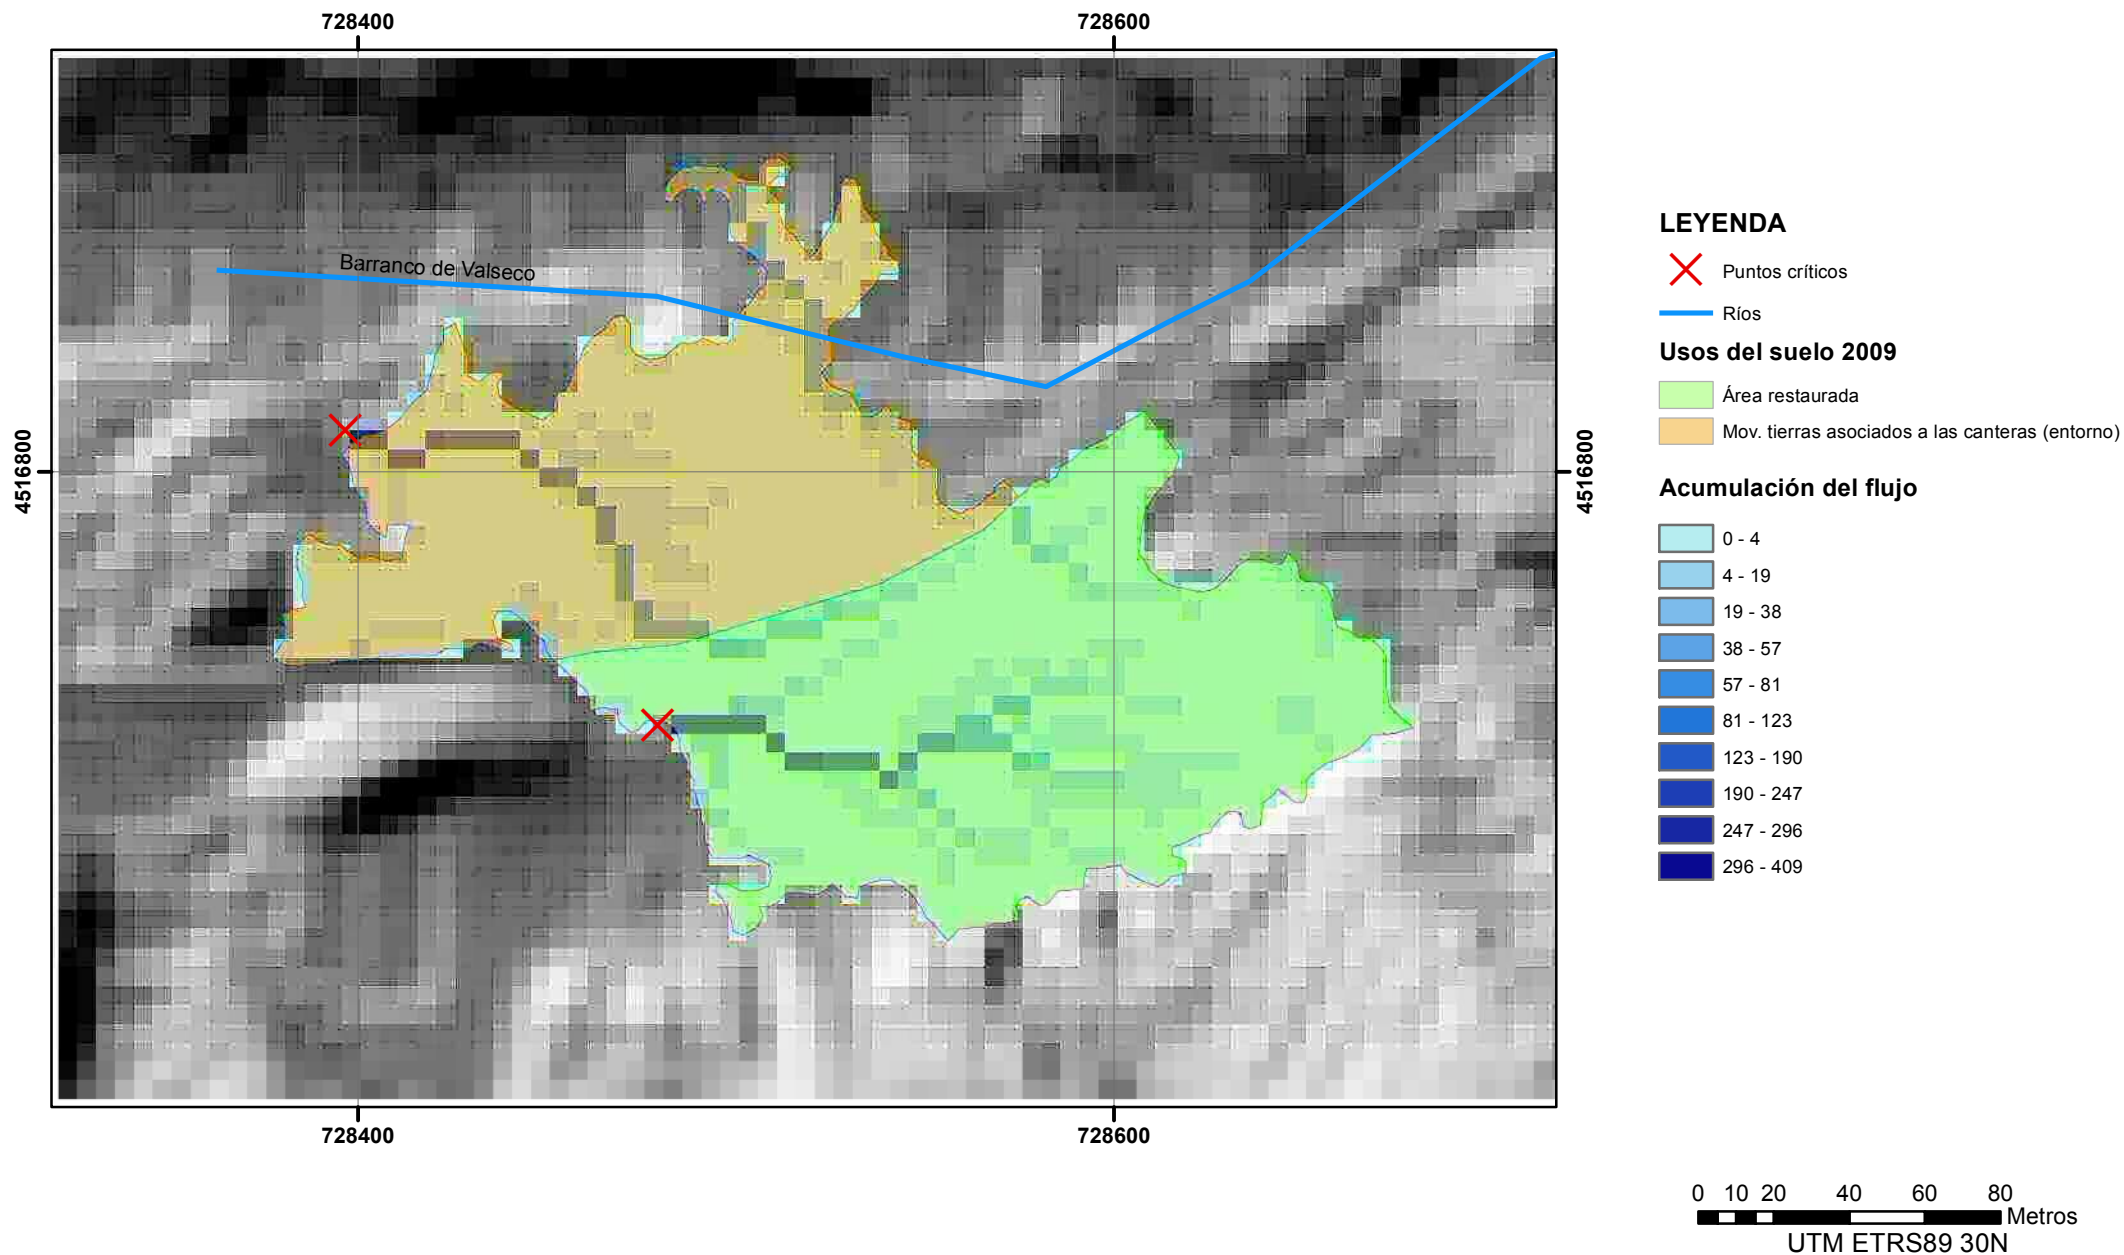 728400
728600
Barranco de Valseco
4516800
4516800
728400
728600
LEYENDA
Puntos críticos
Ríos
Usos del suelo 2009
Área restaurada
Mov. tierras asociados a las canteras (entorno)
Acumulación del flujo
0 - 4
4 - 19
19 - 38
38 - 57
57 - 81
81 - 123
123 - 190
190 - 247
247 - 296
296 - 409
0 10 20 40 60 80
Metros
UTM ETRS89 30N